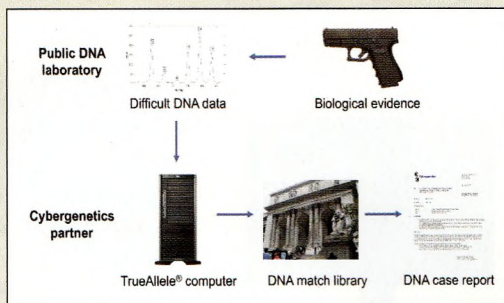 Public DNA
laboratory
Difficult DNA data
Biological evidence
Cybergenetics
partner
TrueAllele® computer
DNA match library
DNA case report